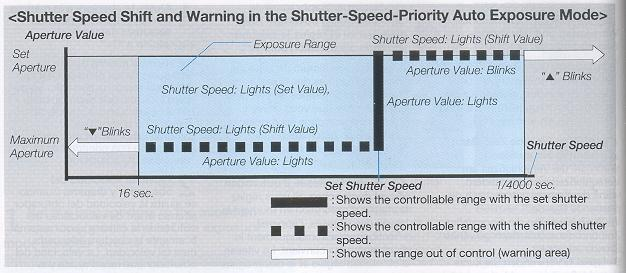 <Shutter Speed Shift and Warning in the Shutter-Speed-Priority Auto Exposure Mode>
Aperture Value
Set
Aperture
Exposure Range
Shutter Speed: Lights (Shift Value)
Aperture Value: Blinks
"▲" Blinks
Shutter Speed: Lights (Set Value),
Aperture Value: Lights
"▼"Blinks
Shutter Speed: Lights (Shift Value)
Maximum
Aperture
Aperture Value: Lights
Shutter Speed
16 sec.
Set Shutter Speed
1/4000 sec.
: Shows the controllable range with the set shutter
speed.
: Shows the controllable range with the shifted shutter
speed.
: Shows the range out of control (warning area)